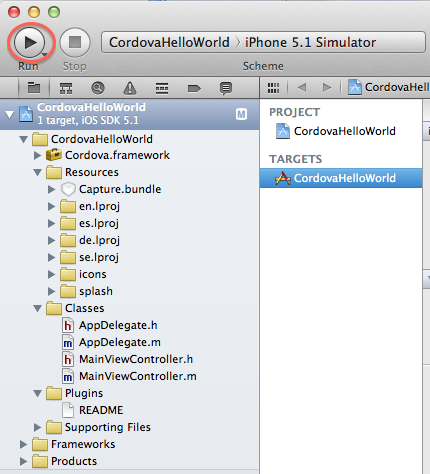 CordovaHelloWorld iPhone 5.1 Simulator
Run Stop Scheme
CordovaHelloWorld M
1 target, iOS SDK 5.1
CordovaHelloWorld
Cordova.framework
Resources
Capture.bundle
en.lproj
es.lproj
de.lproj
se.lproj
icons
splash
Classes
h AppDelegate.h
m AppDelegate.m
h MainViewController.h
m MainViewController.m
Plugins
README
Supporting Files
Frameworks
Products
CordovaHelloWo
PROJECT
CordovaHelloWorld
TARGETS
CordovaHelloWorld